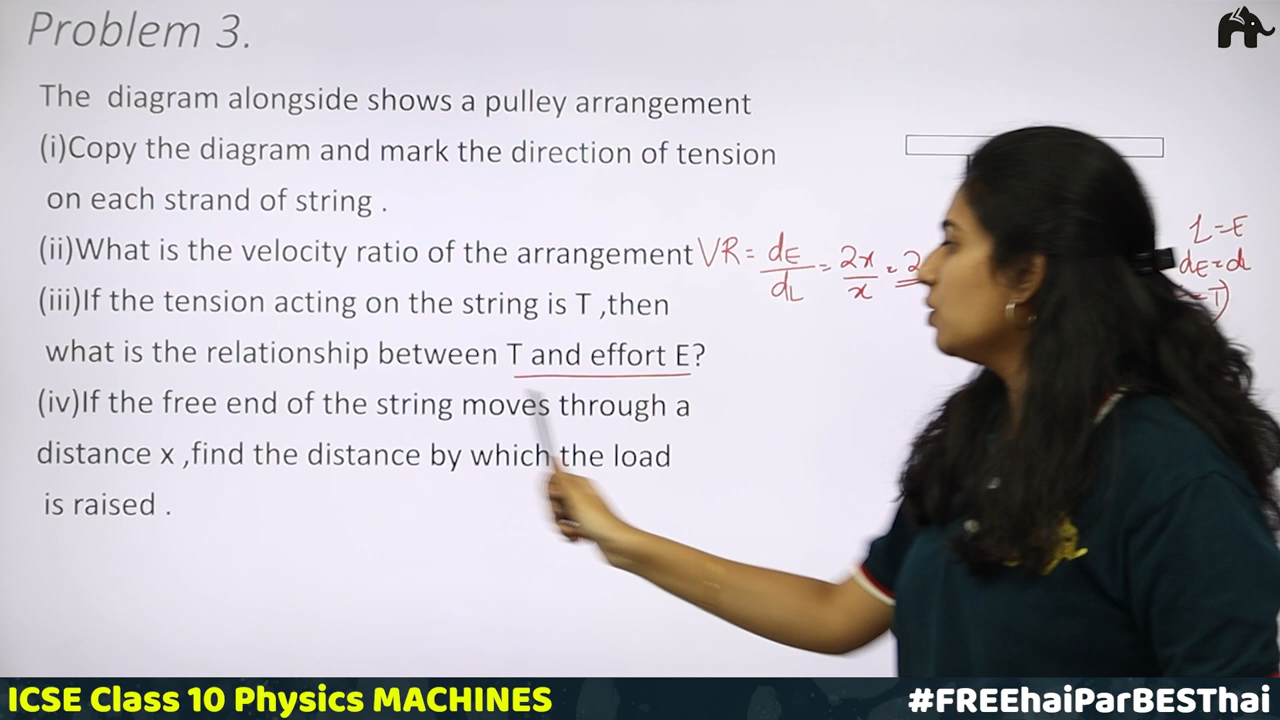 Problem 3.
The diagram alongside shows a pulley arrangement
(i)Copy the diagram and mark the direction of tension
on each strand of string .
(ii)What is the velocity ratio of the arrangement VR = dE/dL = 2x/x = 2
(iii)If the tension acting on the string is T ,then
what is the relationship between T and effort E?
(iv)If the free end of the string moves through a
distance x ,find the distance by which the load
is raised .
L=E
dE=dL
T)
ICSE Class 10 Physics MACHINES
#FREEhaiParBESThai